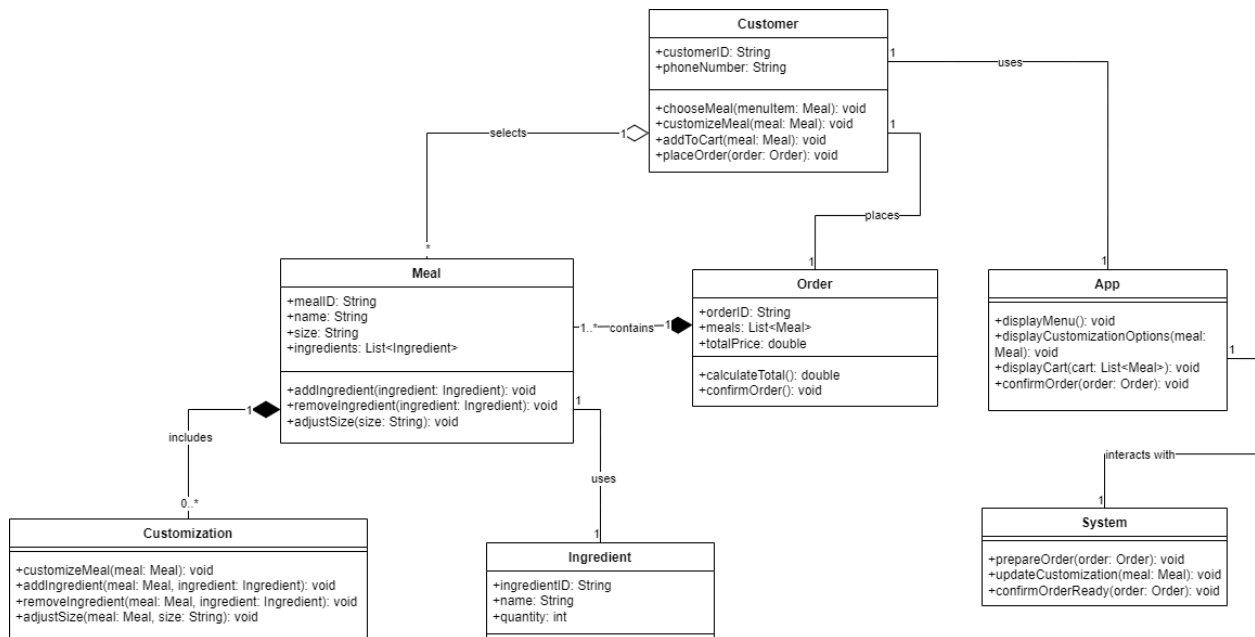 Customer
+customerID: String
+phoneNumber: String
+chooseMeal(menuItem: Meal): void
+customizeMeal(meal: Meal): void
+addToCart(meal: Meal): void
+placeOrder(order: Order): void
1
uses
1
selects
1
*
1
places
1
Meal
+mealID: String
+name: String
+size: String
+ingredients: List<Ingredient>
+addIngredient(ingredient: Ingredient): void
+removeIngredient(ingredient: Ingredient): void
+adjustSize(size: String): void
1..*
contains
1
Order
+orderID: String
+meals: List<Meal>
+totalPrice: double
+calculateTotal(): double
+confirmOrder(): void
App
+displayMenu(): void
+displayCustomizationOptions(meal:
Meal): void
+displayCart(cart: List<Meal>): void
+confirmOrder(order: Order): void
1
interacts with
1
1
includes
0..*
1
uses
1
Customization
+customizeMeal(meal: Meal): void
+addIngredient(meal: Meal, ingredient: Ingredient): void
+removeIngredient(meal: Meal, ingredient: Ingredient): void
+adjustSize(meal: Meal, size: String): void
Ingredient
+ingredientID: String
+name: String
+quantity: int
System
+prepareOrder(order: Order): void
+updateCustomization(meal: Meal): void
+confirmOrderReady(order: Order): void